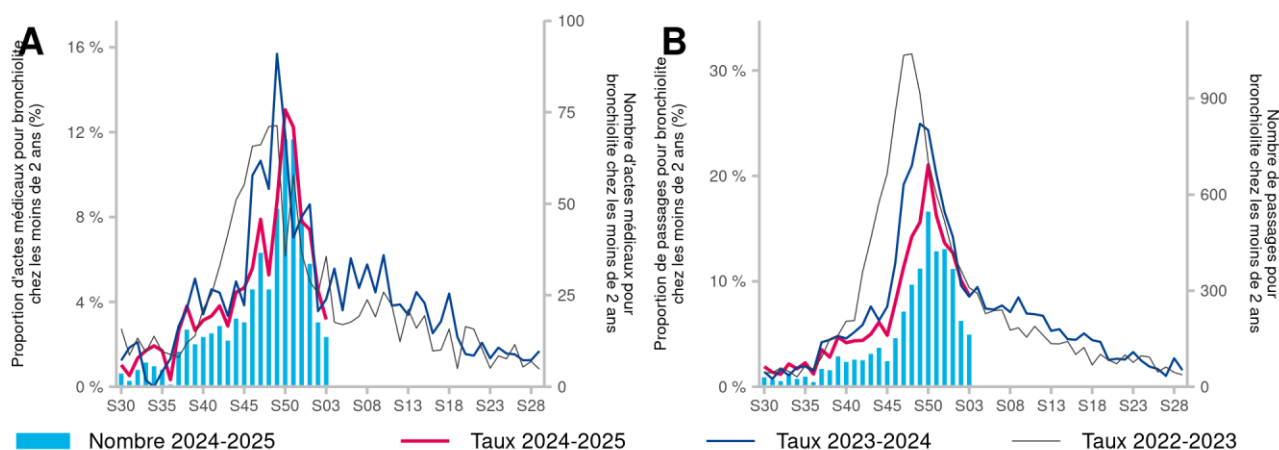 A
Proportion d'actes médicaux pour bronchiolite
chez les moins de 2 ans (%)
16 %
12 %
8 %
4 %
0 %
100
75
50
25
0
Nombre d'actes médicaux pour
bronchiolite chez les moins de 2 ans
S30 S35 S40 S45 S50 S03 S08 S13 S18 S23 S28
B
Proportion de passages pour bronchiolite
chez les moins de 2 ans (%)
30 %
20 %
10 %
0 %
900
600
300
0
Nombre de passages pour
bronchiolite chez les moins de 2 ans
S30 S35 S40 S45 S50 S03 S08 S13 S18 S23 S28
Nombre 2024-2025 Taux 2024-2025 Taux 2023-2024 Taux 2022-2023